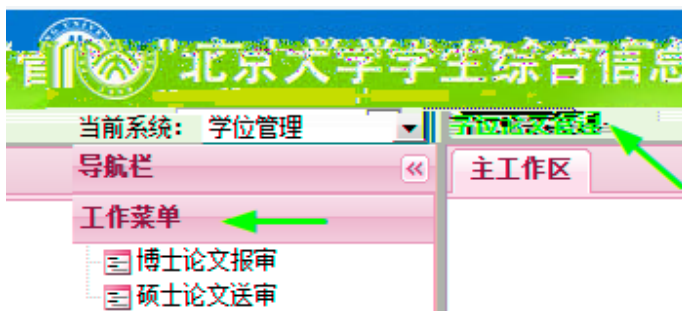 北京大学学生综合信息
当前系统： 学位管理
导航栏
主工作区
工作菜单
博士论文报审
硕士论文送审